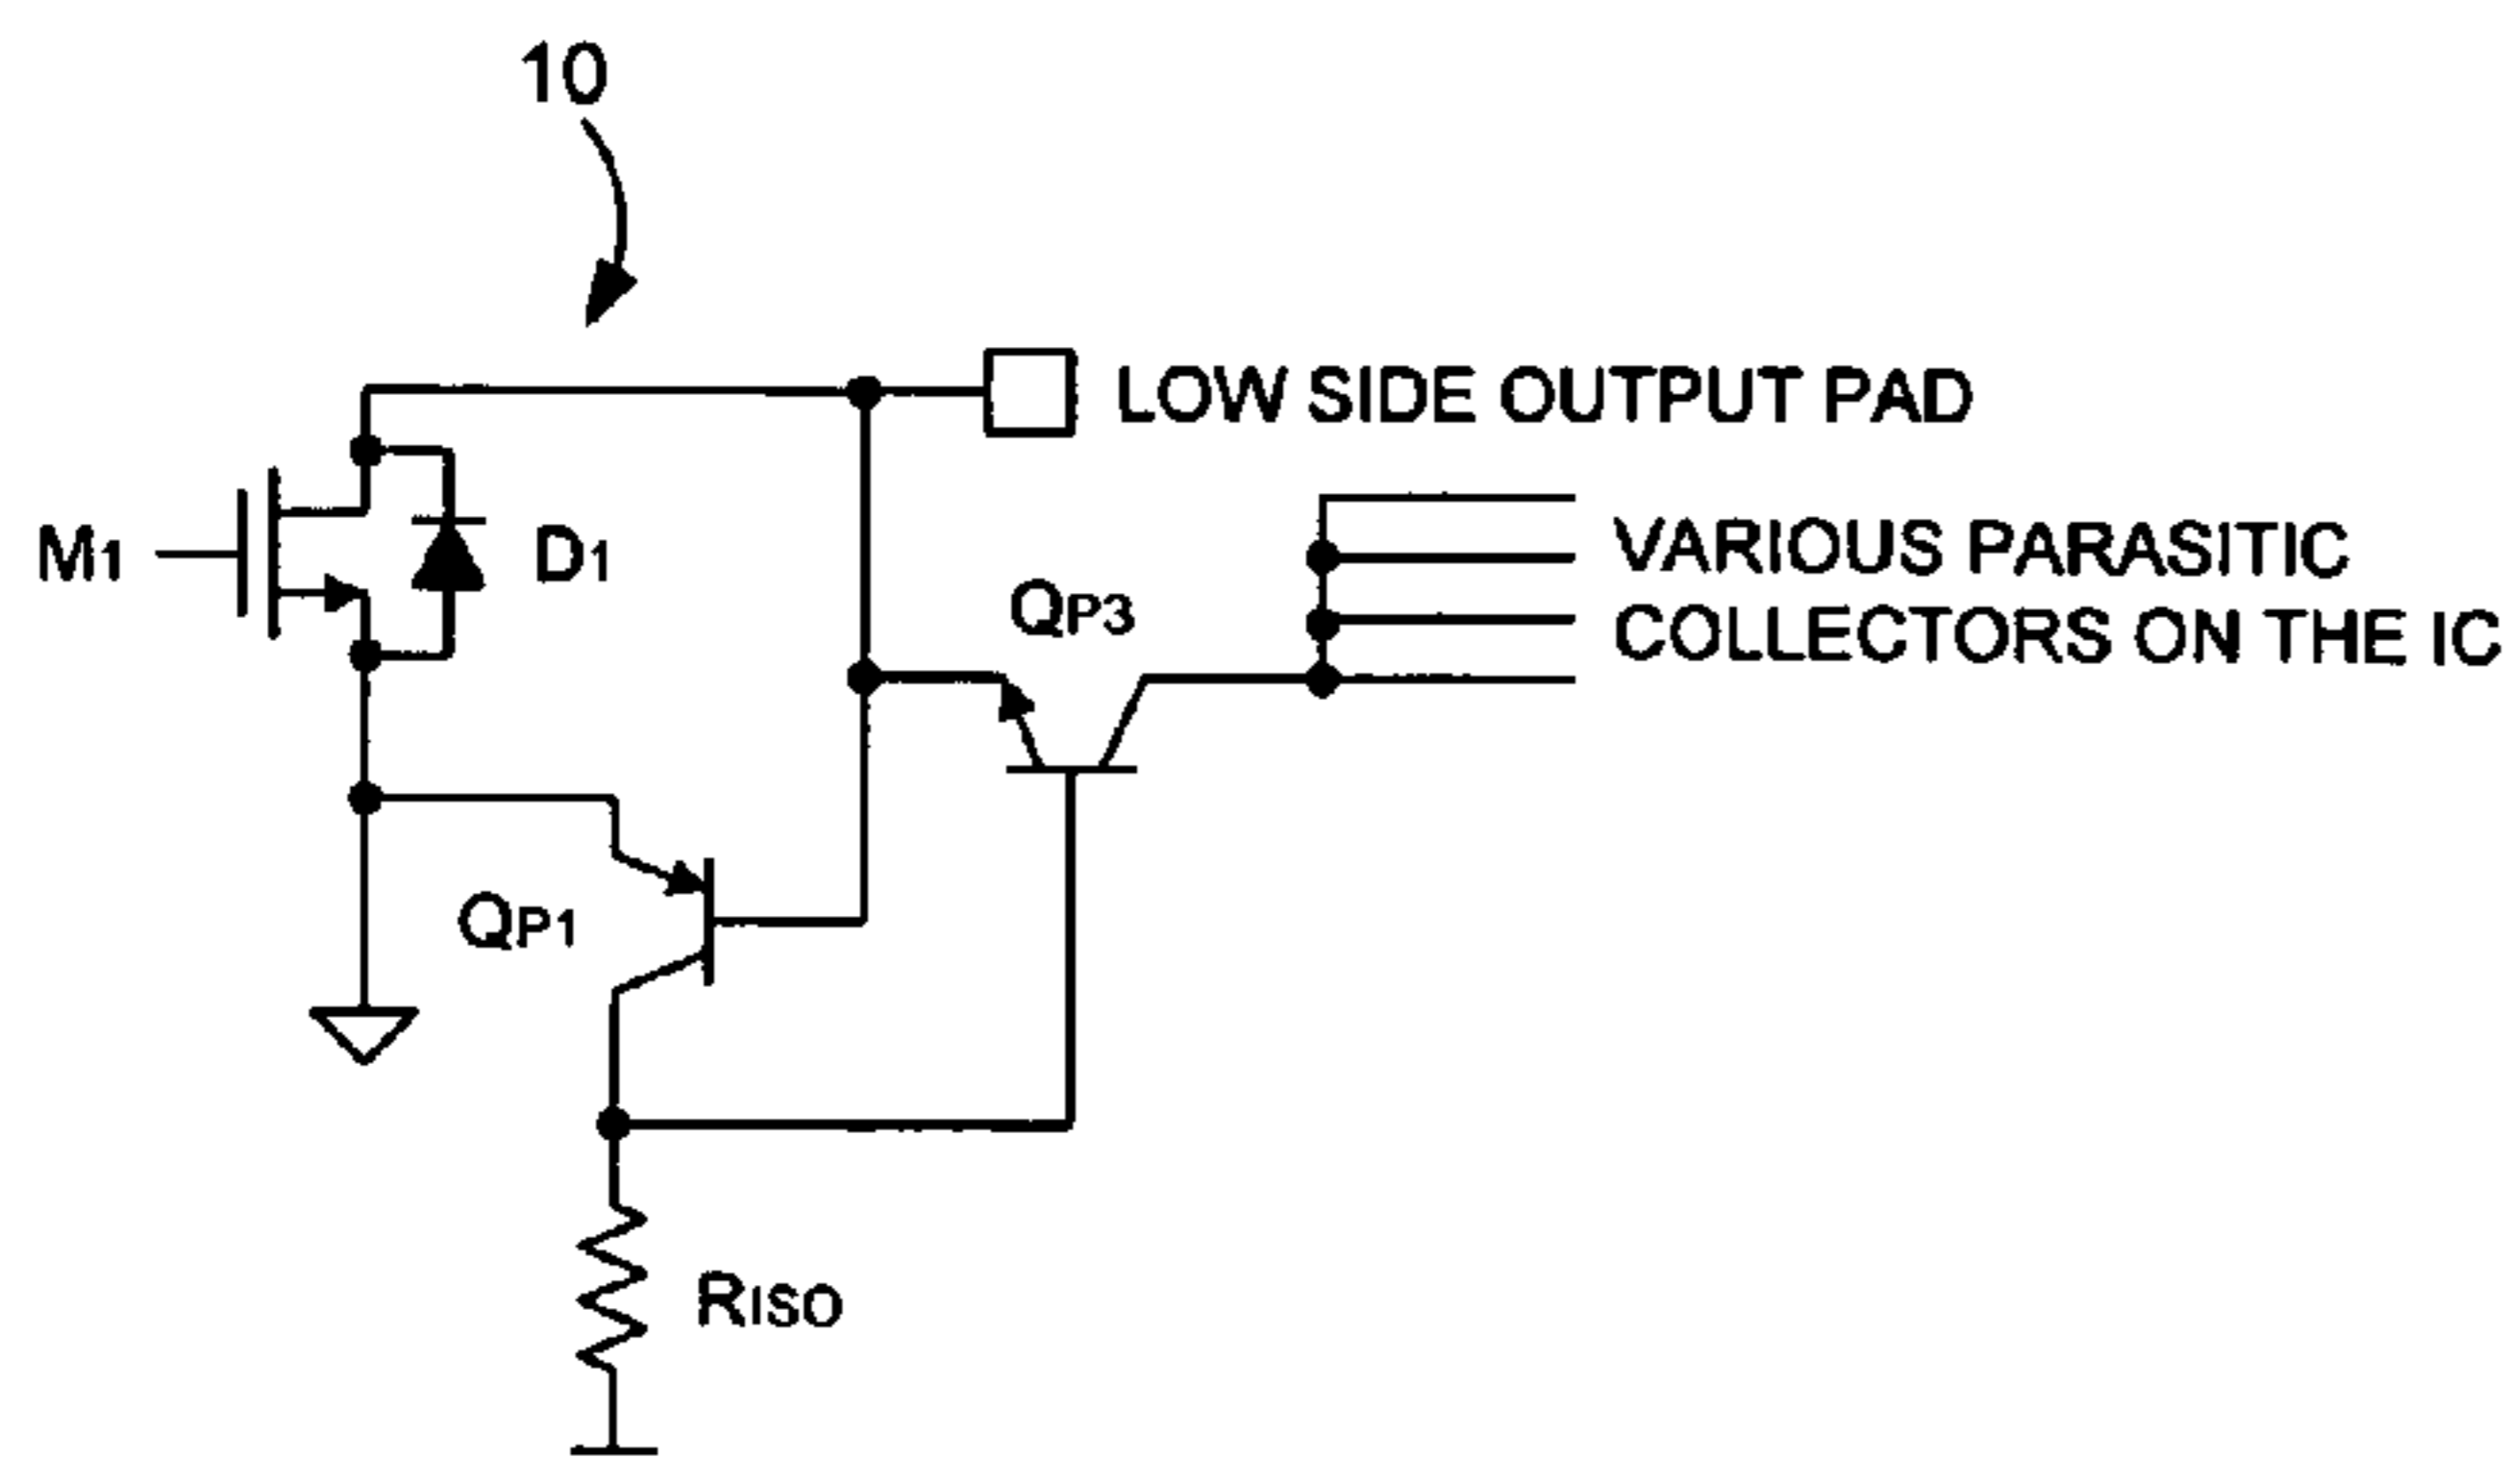 10
LOW SIDE OUTPUT PAD
M1
D1
VARIOUS PARASITIC
COLLECTORS ON THE IC
QP3
QP1
RISO